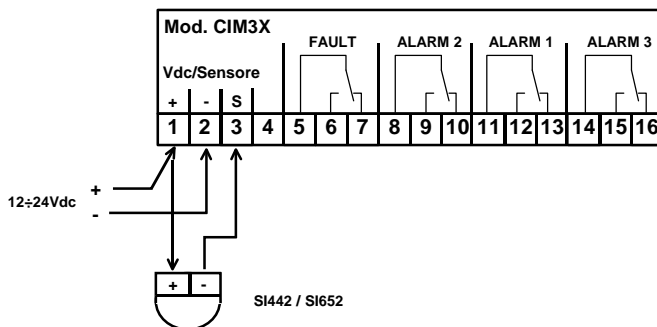 Mod. CIM3X
FAULT ALARM 2 ALARM 1 ALARM 3
Vdc/Sensore
+ - S
1 2 3 4 5 6 7 8 9 10 11 12 13 14 15 16
+
12÷24Vdc
-
+ -
SI442 / SI652